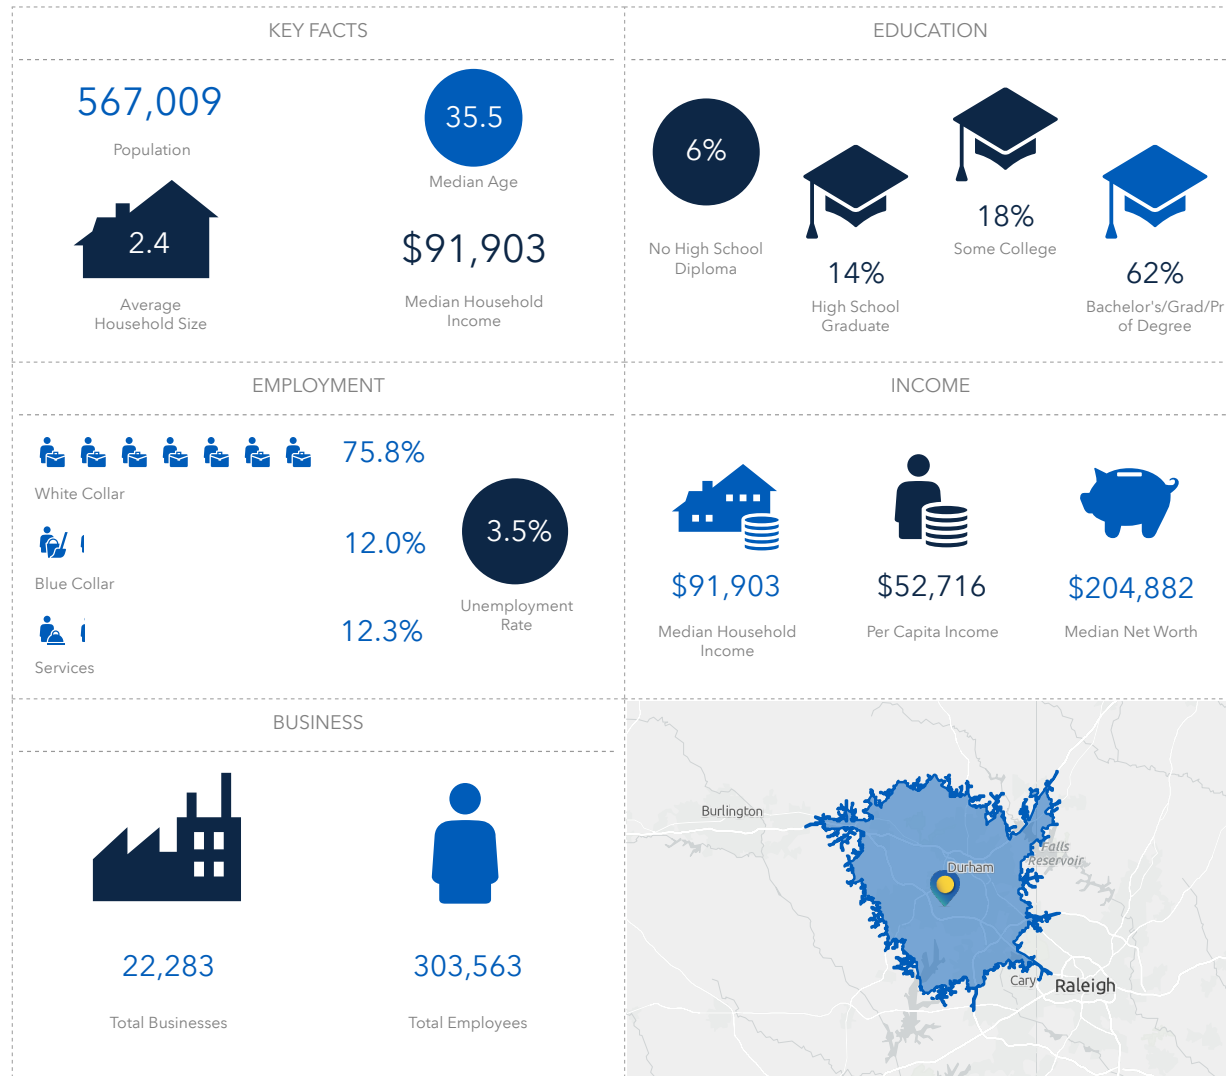 KEY FACTS
567,009
Population
35.5
Median Age
2.4
Average
Household Size
$91,903
Median Household
Income
EDUCATION
6%
No High School
Diploma
14%
High School
Graduate
18%
Some College
62%
Bachelor's/Grad/Pr
of Degree
EMPLOYMENT
75.8%
White Collar
12.0%
Blue Collar
12.3%
Services
3.5%
Unemployment
Rate
INCOME
$91,903
Median Household
Income
$52,716
Per Capita Income
$204,882
Median Net Worth
BUSINESS
22,283
Total Businesses
303,563
Total Employees
Burlington
Falls
Reservoir
Durham
Cary
Raleigh